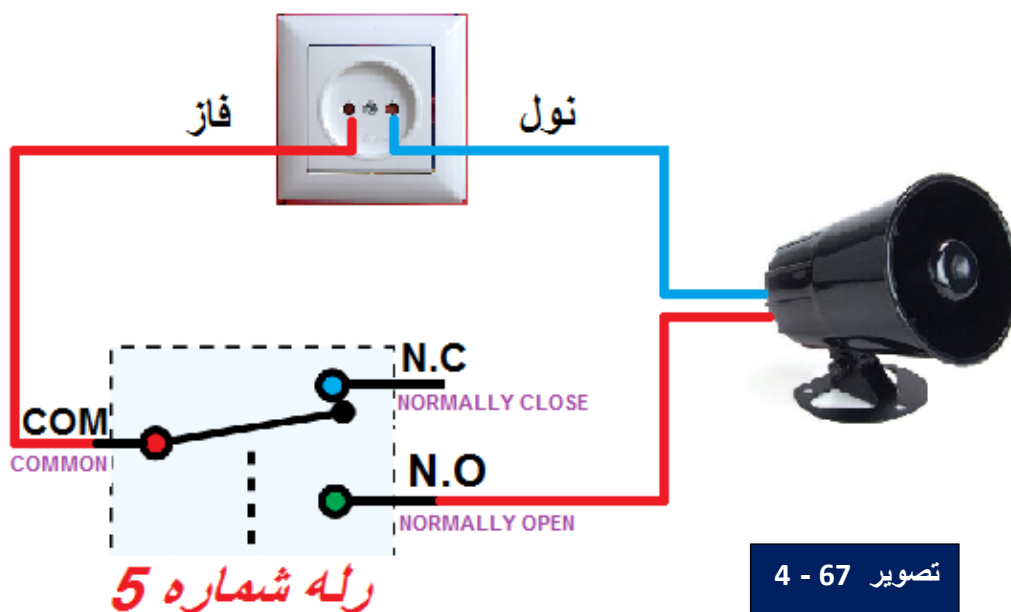 فاز
نول
N.C
NORMALLY CLOSE
COM
COMMON
N.O
NORMALLY OPEN
رله شماره 5
تصویر 67 - 4